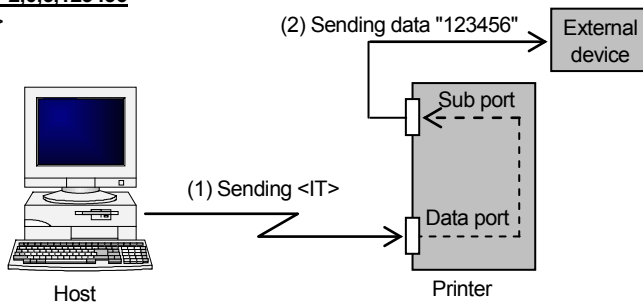 (2) Sending data "123456"
External
device
Sub port
(1) Sending <IT>
Data port
Host
Printer